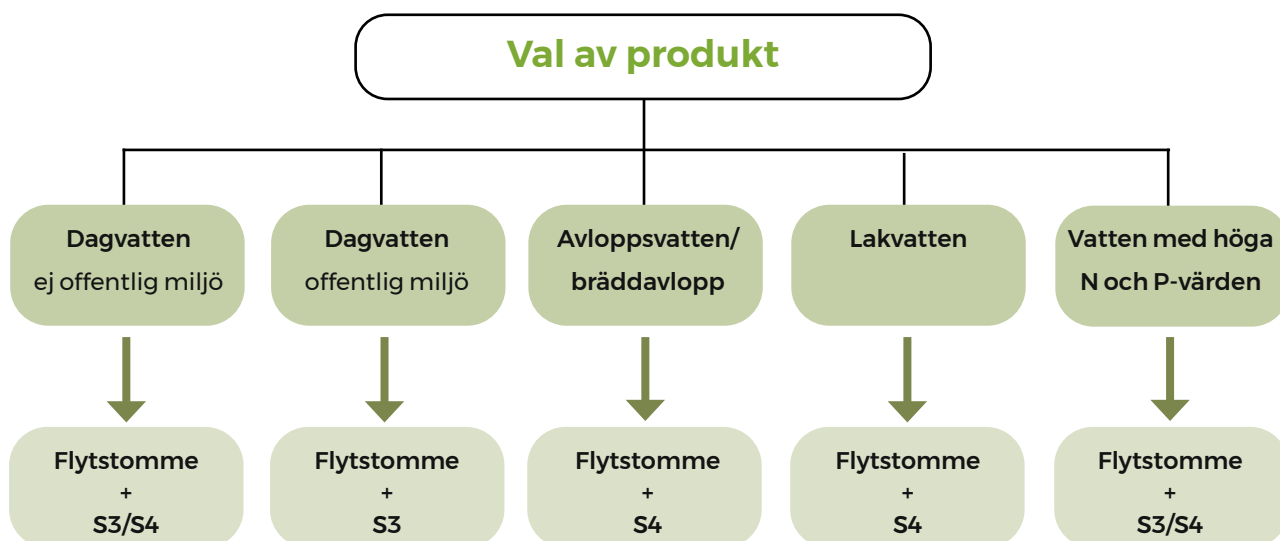 Val av produkt
Dagvatten
ej offentlig miljö
Dagvatten
offentlig miljö
Avloppsvatten/
bräddavlopp
Lakvatten
Vatten med höga
N och P-värden
Flytstomme
+
S3/S4
Flytstomme
+
S3
Flytstomme
+
S4
Flytstomme
+
S4
Flytstomme
+
S3/S4